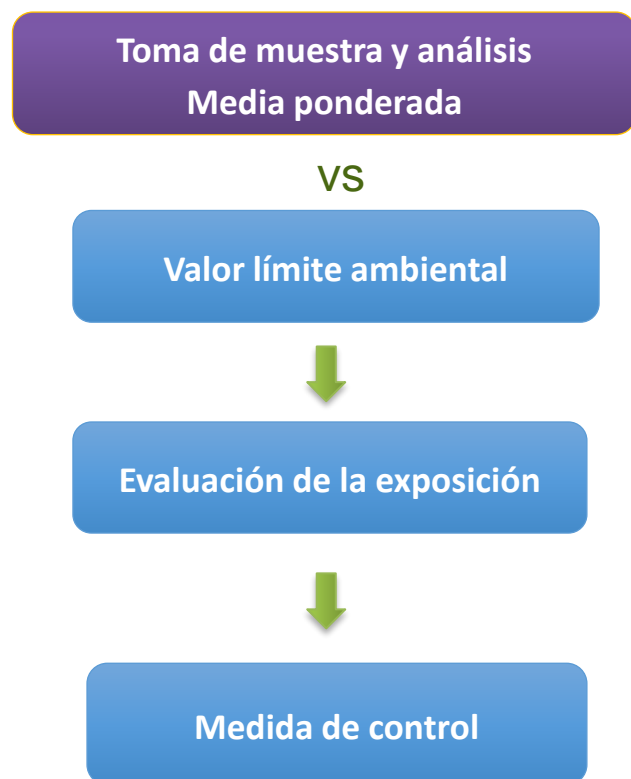 Toma de muestra y análisis
Media ponderada
vs
Valor límite ambiental
Evaluación de la exposición
Medida de control